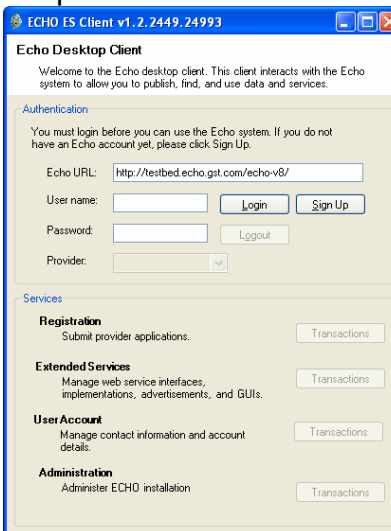 ECHO ES Client v1.2.2449.24993
Echo Desktop Client
Welcome to the Echo desktop client. This client interacts with the Echo
system to allow you to publish, find, and use data and
services.
Authentication
You must login before you can use the Echo system. If you do not
have an Echo account yet, please click Sign Up.
Echo URL: http://testbed.echo.gst.com/echo-v8/
User name: Login Sign Up
Password: Logout
Provider:
Services
Registration
Submit provider applications. Transactions
Extended Services
Manage web service interfaces, Transactions
implementations, advertisements, and GUIs.
User Account
Manage contact information and account Transactions
details.
Administration
Administer ECHO installation Transactions